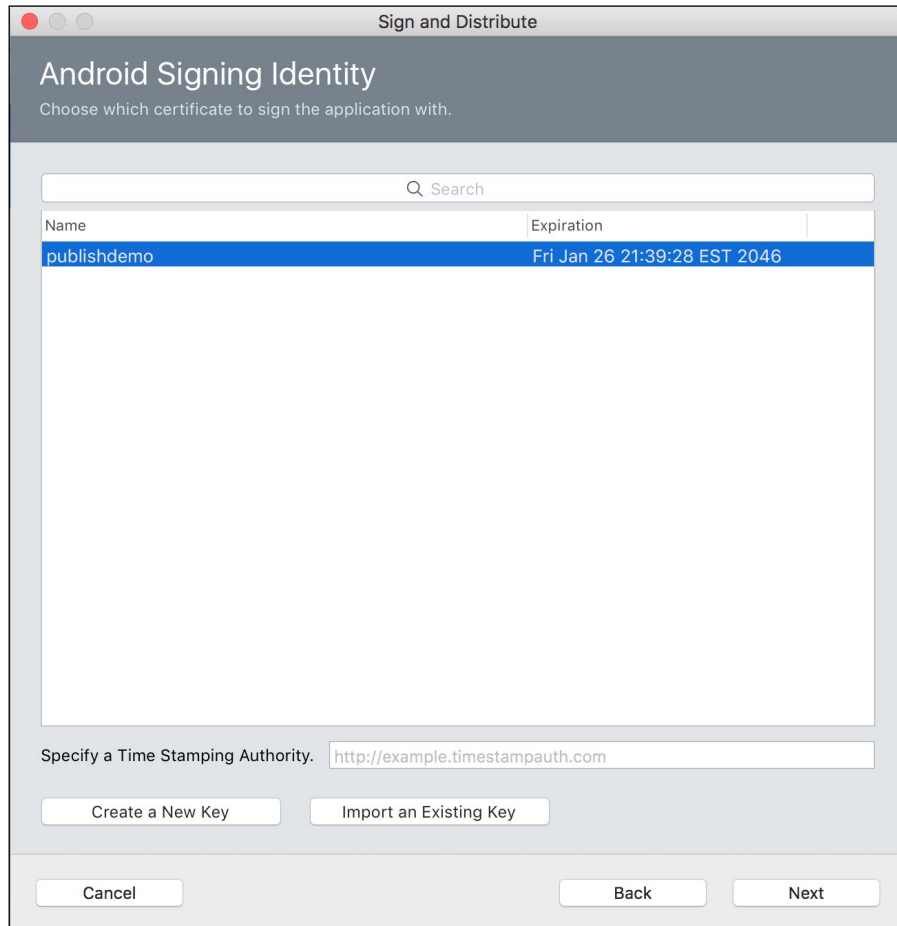 Sign and Distribute
Android Signing Identity
Choose which certificate to sign the application with.
Search
Name Expiration
publishdemo Fri Jan 26 21:39:28 EST 2046
Specify a Time Stamping Authority. http://example.timestampauth.com
Create a New Key Import an Existing Key
Cancel Back Next